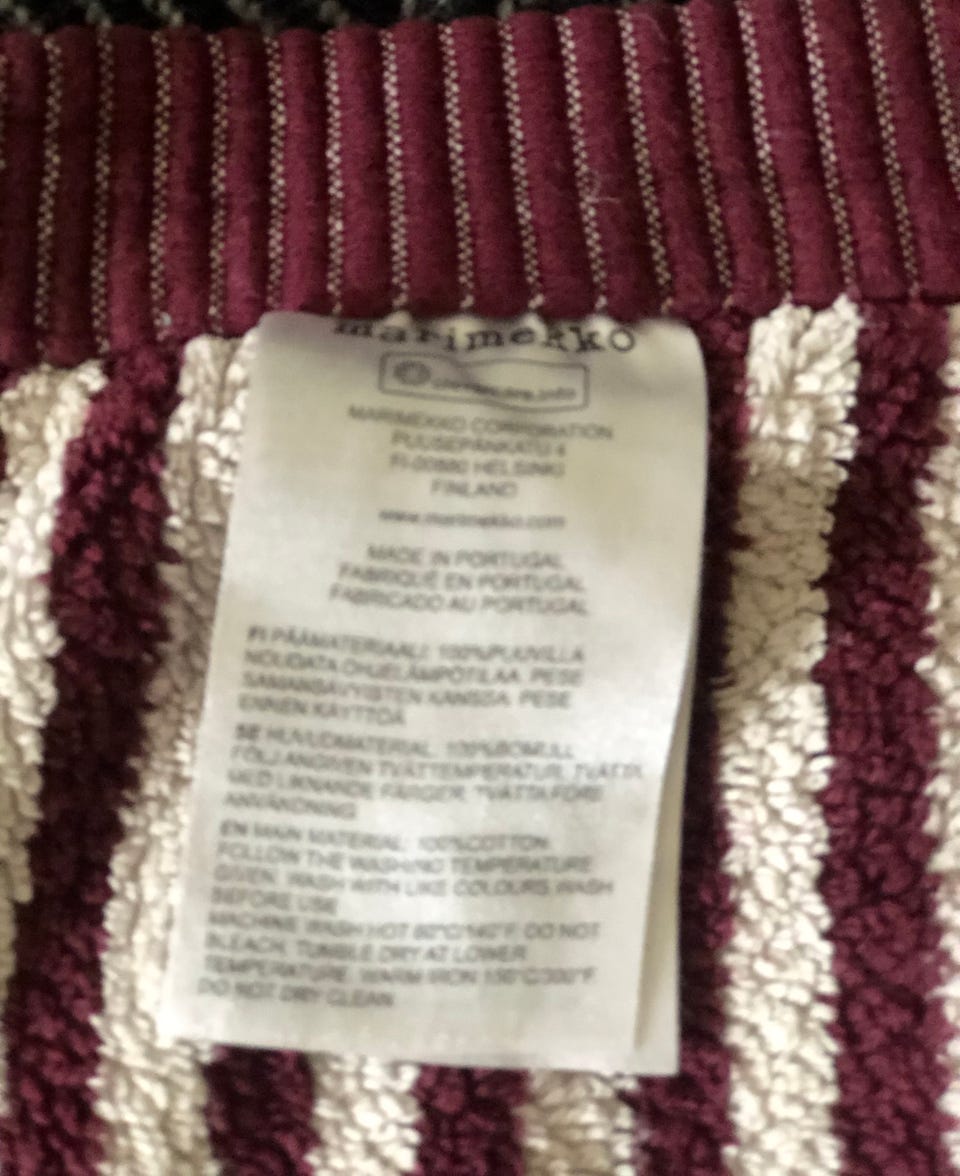 marimekko
MARIMEKKO CORPORATION
PUUSEPÄNKATU 4
FI-00880 HELSINKI
FINLAND
www.marimekko.com
MADE IN PORTUGAL
FABRIQUÉ EN PORTUGAL
FABRICADO AU PORTUGAL
FI PÄÄMATERIAALI: 100%PUUVILLA
NOUDATA OHJELÄMPÖTILAA. PESE
SAMANSÄVYISTEN KANSSA. PESE
ENNEN KÄYTTÖÄ
SE HUVUDMATERIAL: 100%BOMULL
FÖLJ ANGIVEN TVÄTTEMPERATUR. TVÄTTA
MED LIKNANDE FÄRGER. TVÄTTA FÖRE
ANVÄNDNING
EN MAIN MATERIAL: 100%COTTON
FOLLOW THE WASHING TEMPERATURE
GIVEN. WASH WITH LIKE COLOURS. WASH
BEFORE USE
MACHINE WASH HOT 60°C/140°F. DO NOT
BLEACH. TUMBLE DRY AT LOWER
TEMPERATURE. WARM IRON 150°C/300°F.
DO NOT DRY CLEAN